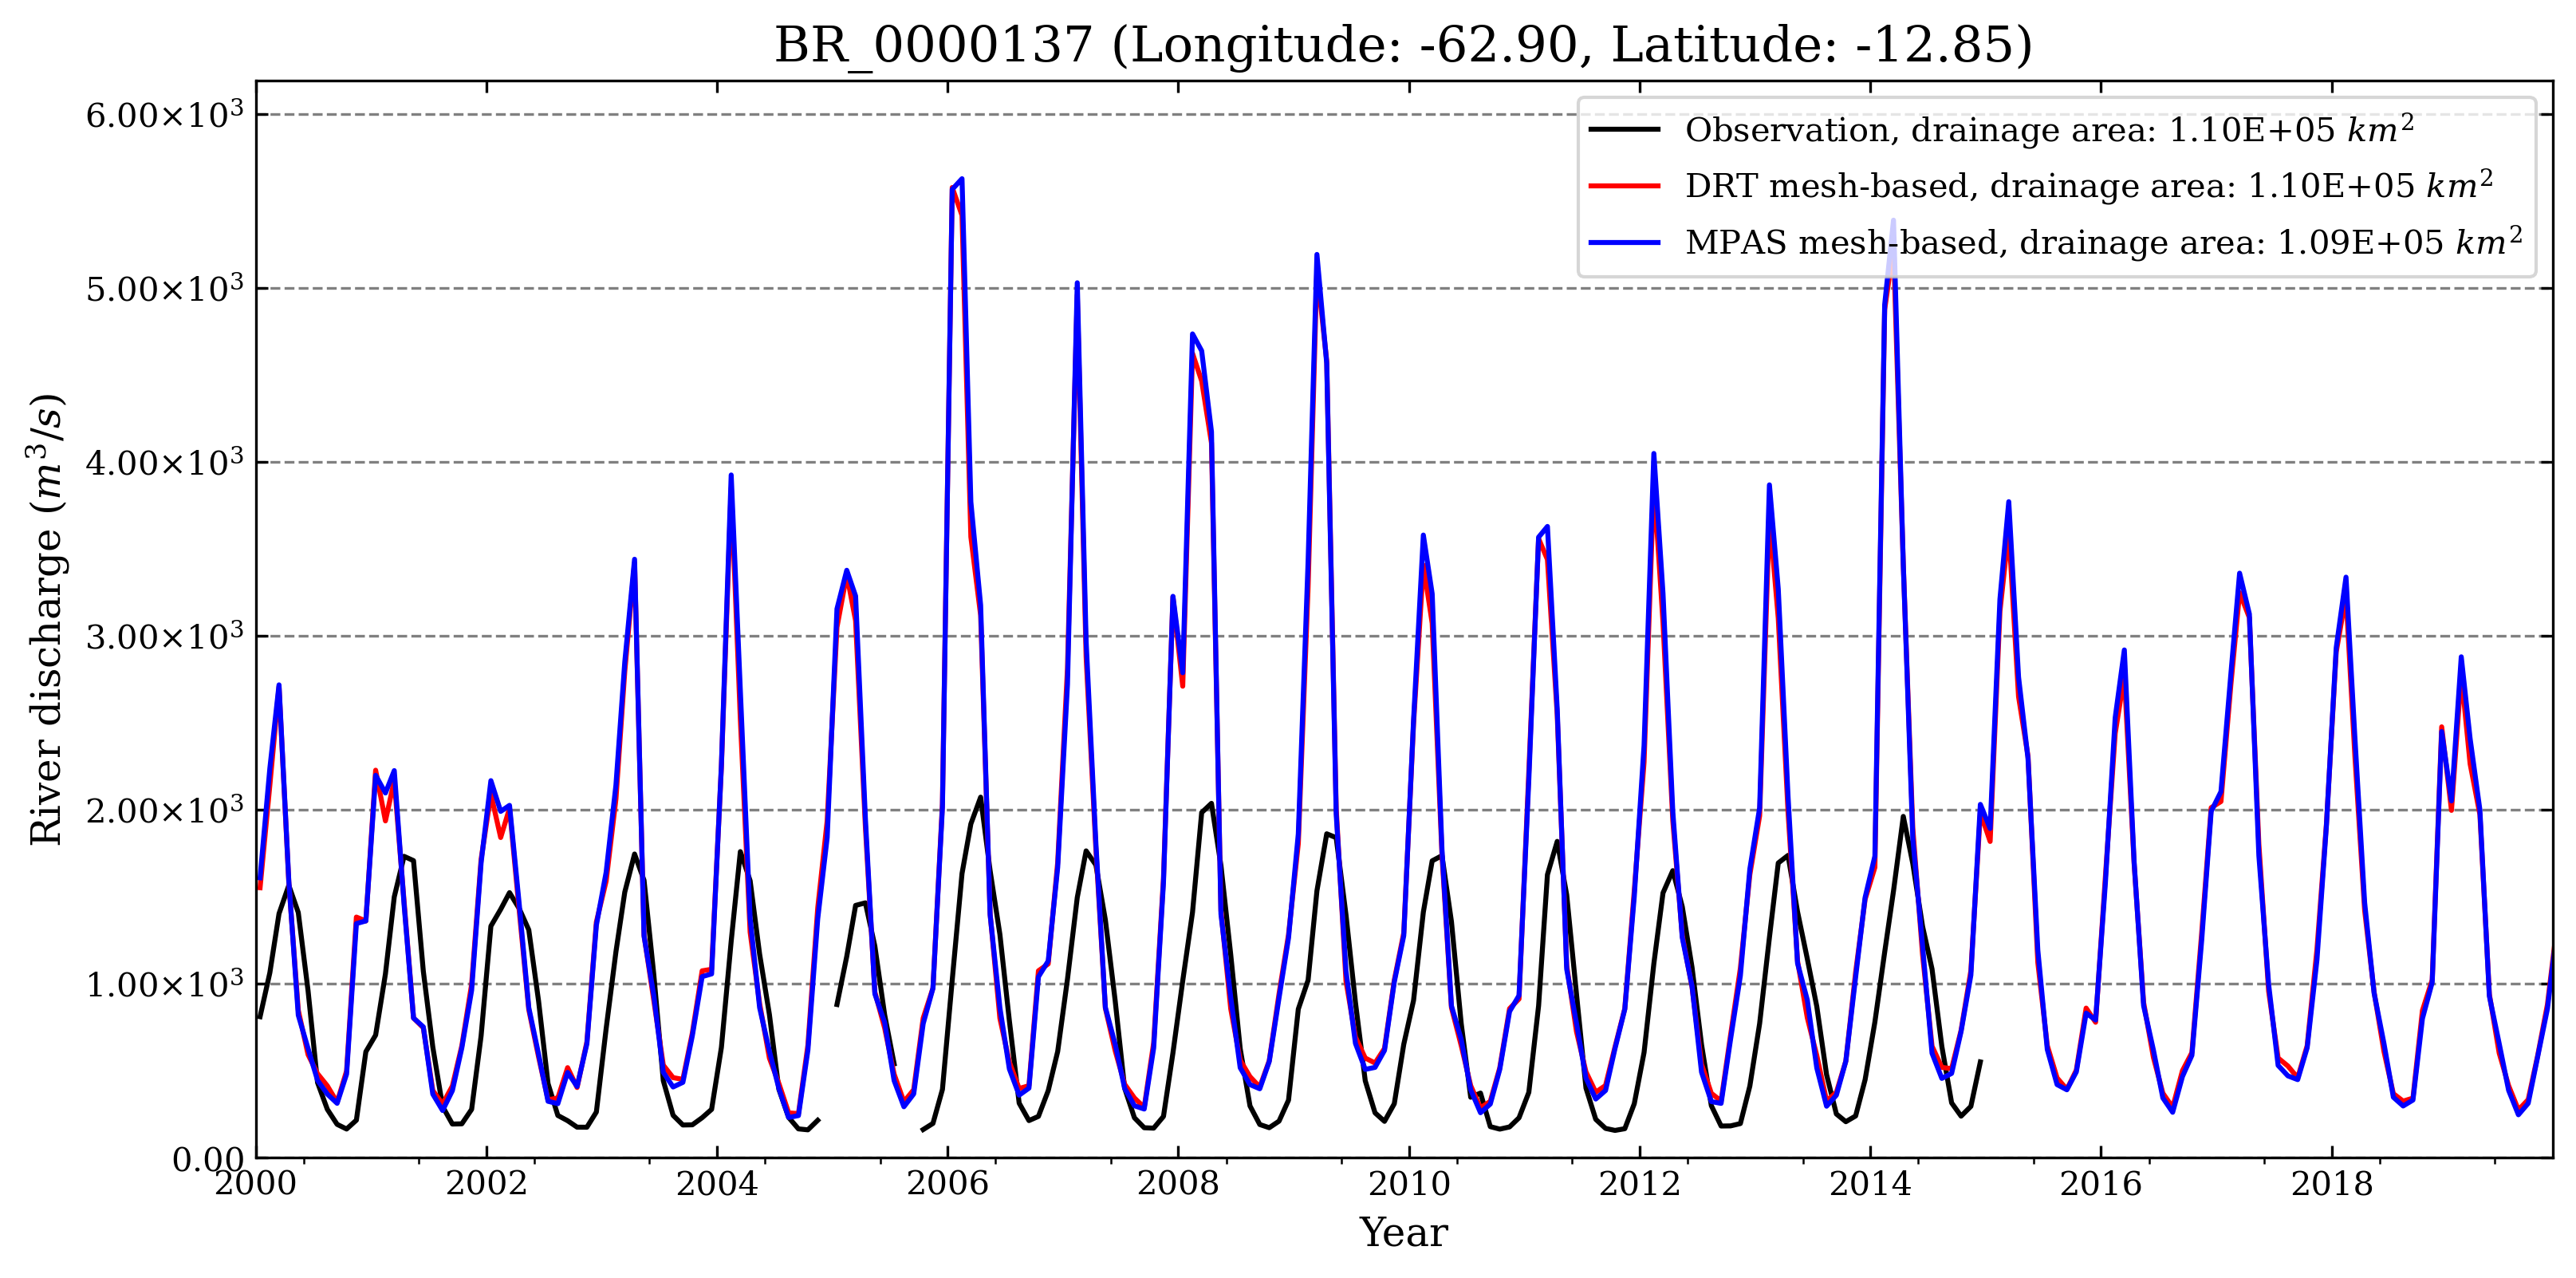 BR_0000137 (Longitude: -62.90, Latitude: -12.85)
6.00×10³
5.00×10³
4.00×10³
3.00×10³
2.00×10³
1.00×10³
0.00
River discharge (m³/s)
Observation, drainage area: 1.10E+05 km²
DRT mesh-based, drainage area: 1.10E+05 km²
MPAS mesh-based, drainage area: 1.09E+05 km²
2000 2002 2004 2006 2008 2010 2012 2014 2016 2018
Year